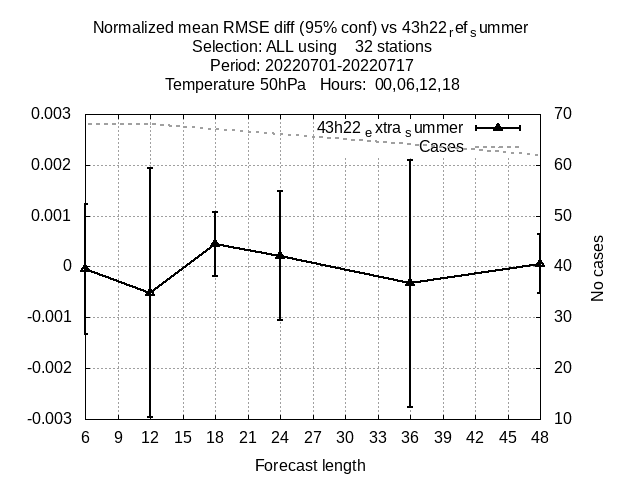 Normalized mean RMSE diff (95% conf) vs 43h22refsummer
Selection: ALL using 32 stations
Period: 20220701-20220717
Temperature 50hPa Hours: 00,06,12,18
43h22extrasummer
Cases
0.003
0.002
0.001
0
-0.001
-0.002
-0.003
70
60
50
40
30
20
10
No cases
6 9 12 15 18 21 24 27 30 33 36 39 42 45 48
Forecast length